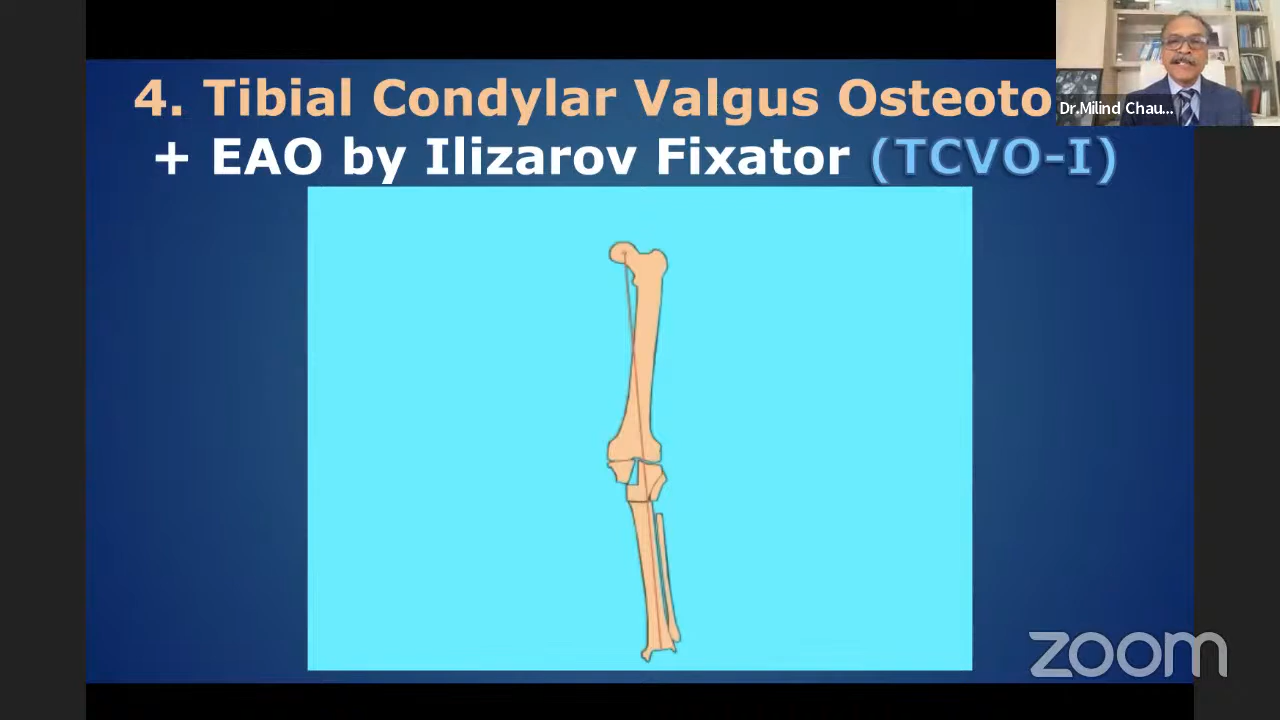 4. Tibial Condylar Valgus Osteoto
+ EAO by Ilizarov Fixator (TCVO-I)
Dr.Milind Chau...
zoom